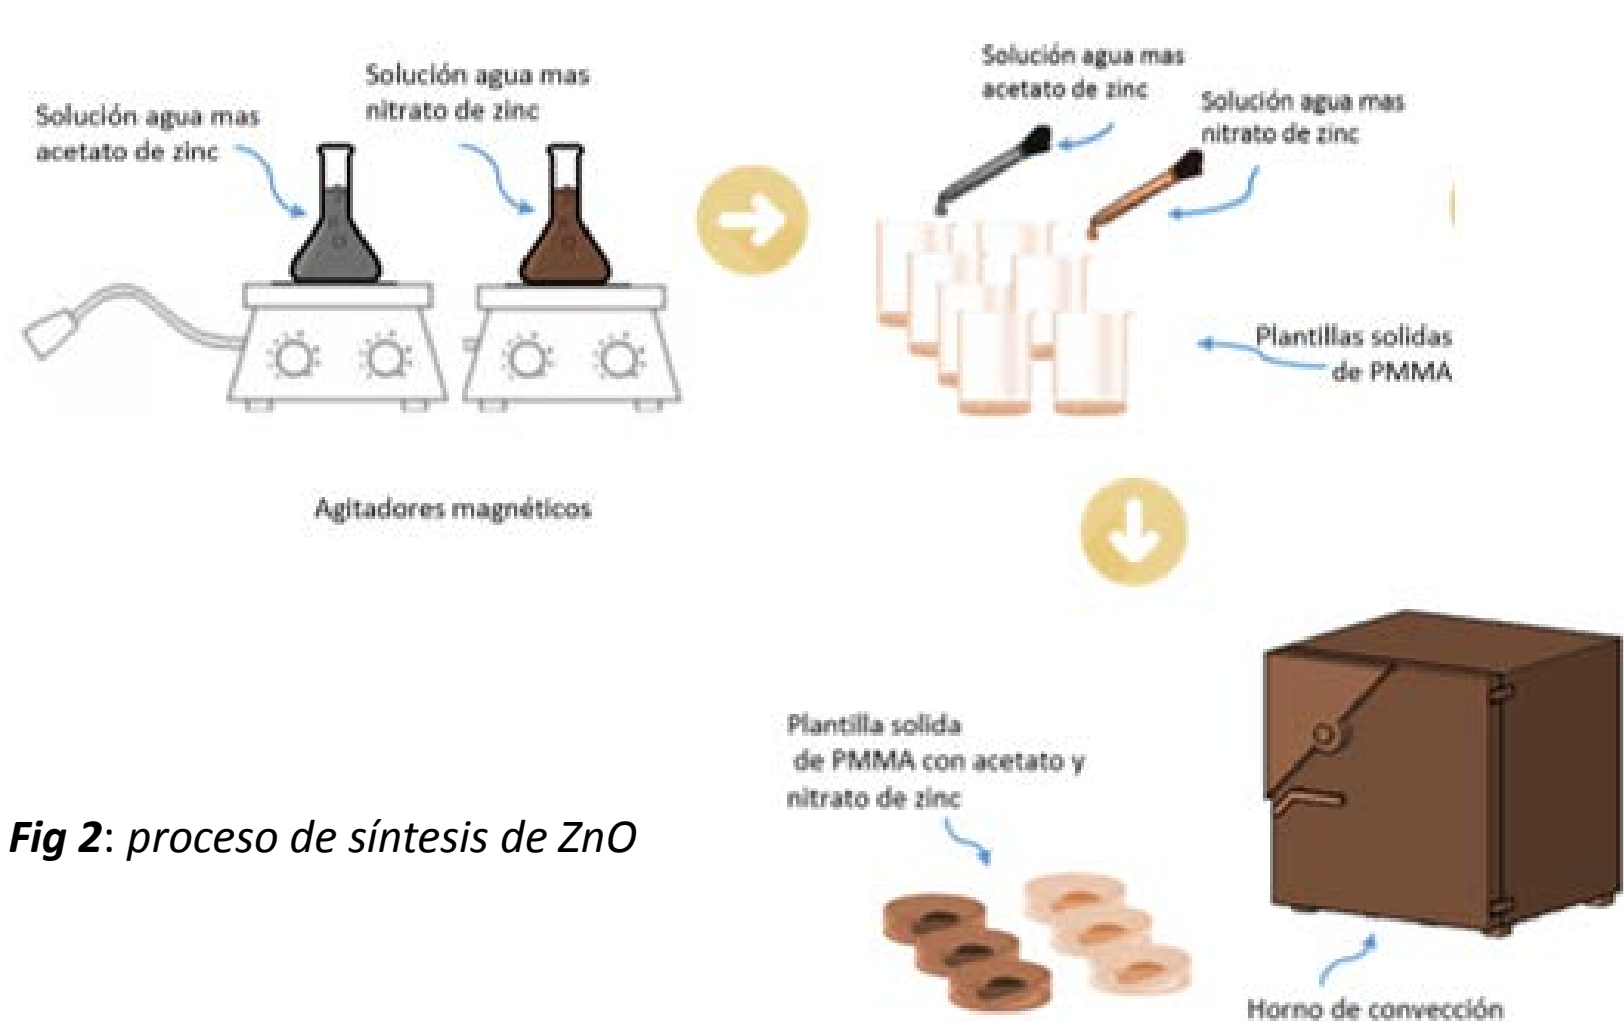 Solución agua mas
acetato de zinc
Solución agua mas
nitrato de zinc
Agitadores magnéticos
Solución agua mas
acetato de zinc
Solución agua mas
nitrato de zinc
Plantillas solidas
de PMMA
Plantilla solida
de PMMA con acetato y
nitrato de zinc
Horno de convección
Fig 2: proceso de síntesis de ZnO